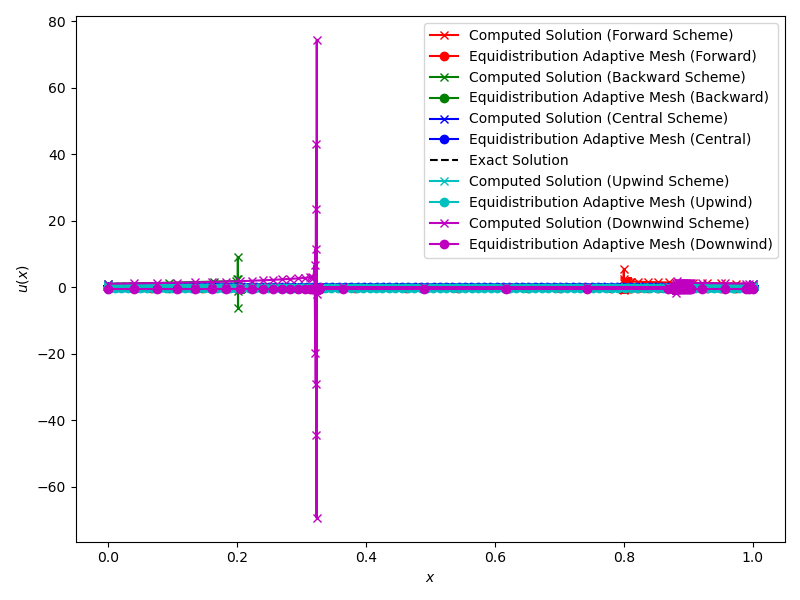 80
60
40
20
0
−20
−40
−60
u(x)
Computed Solution (Forward Scheme)
Equidistribution Adaptive Mesh (Forward)
Computed Solution (Backward Scheme)
Equidistribution Adaptive Mesh (Backward)
Computed Solution (Central Scheme)
Equidistribution Adaptive Mesh (Central)
Exact Solution
Computed Solution (Upwind Scheme)
Equidistribution Adaptive Mesh (Upwind)
Computed Solution (Downwind Scheme)
Equidistribution Adaptive Mesh (Downwind)
0.0 0.2 0.4 0.6 0.8 1.0
x